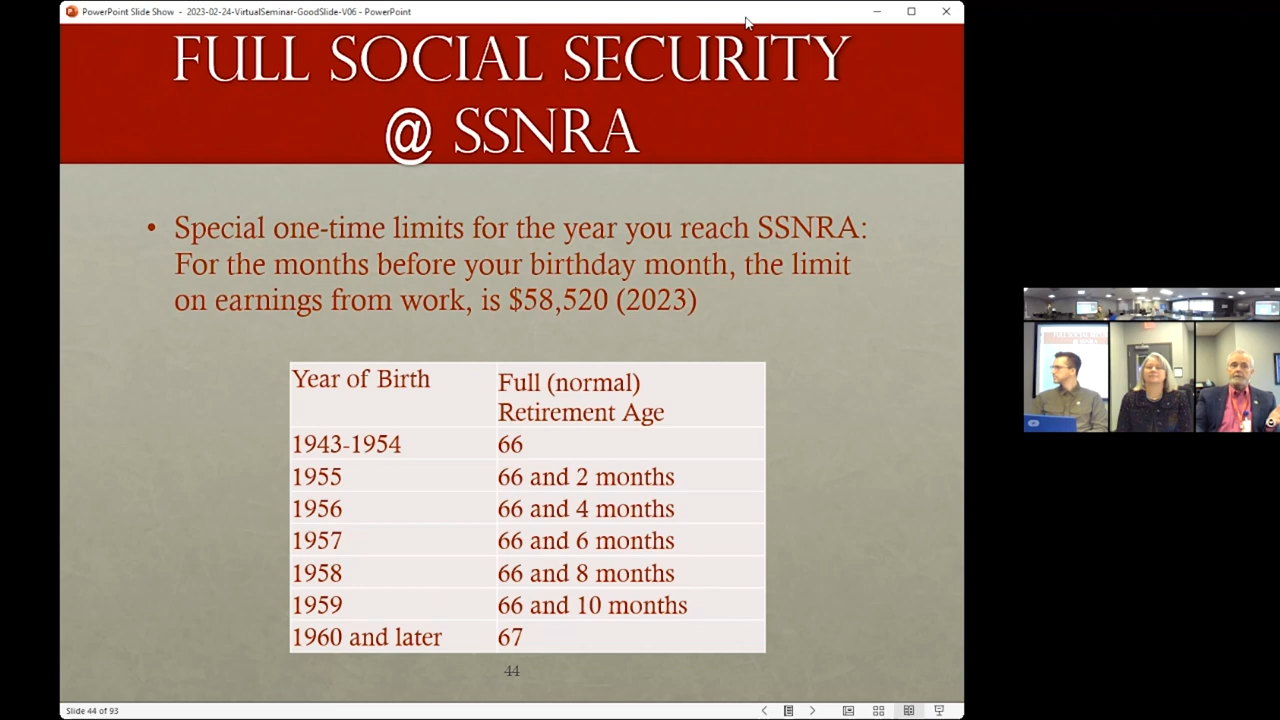 PowerPoint Slide Show - 2023-02-24-VirtualSeminar-GoodSlide-V06 - PowerPoint
FULL SOCIAL SECURITY
@ SSNRA
• Special one-time limits for the year you reach SSNRA:
For the months before your birthday month, the limit
on earnings from work, is $58,520 (2023)
Year of Birth
Full (normal)
Retirement Age
1943-1954 66
1955 66 and 2 months
1956 66 and 4 months
1957 66 and 6 months
1958 66 and 8 months
1959 66 and 10 months
1960 and later 67
44
Slide 44 of 93